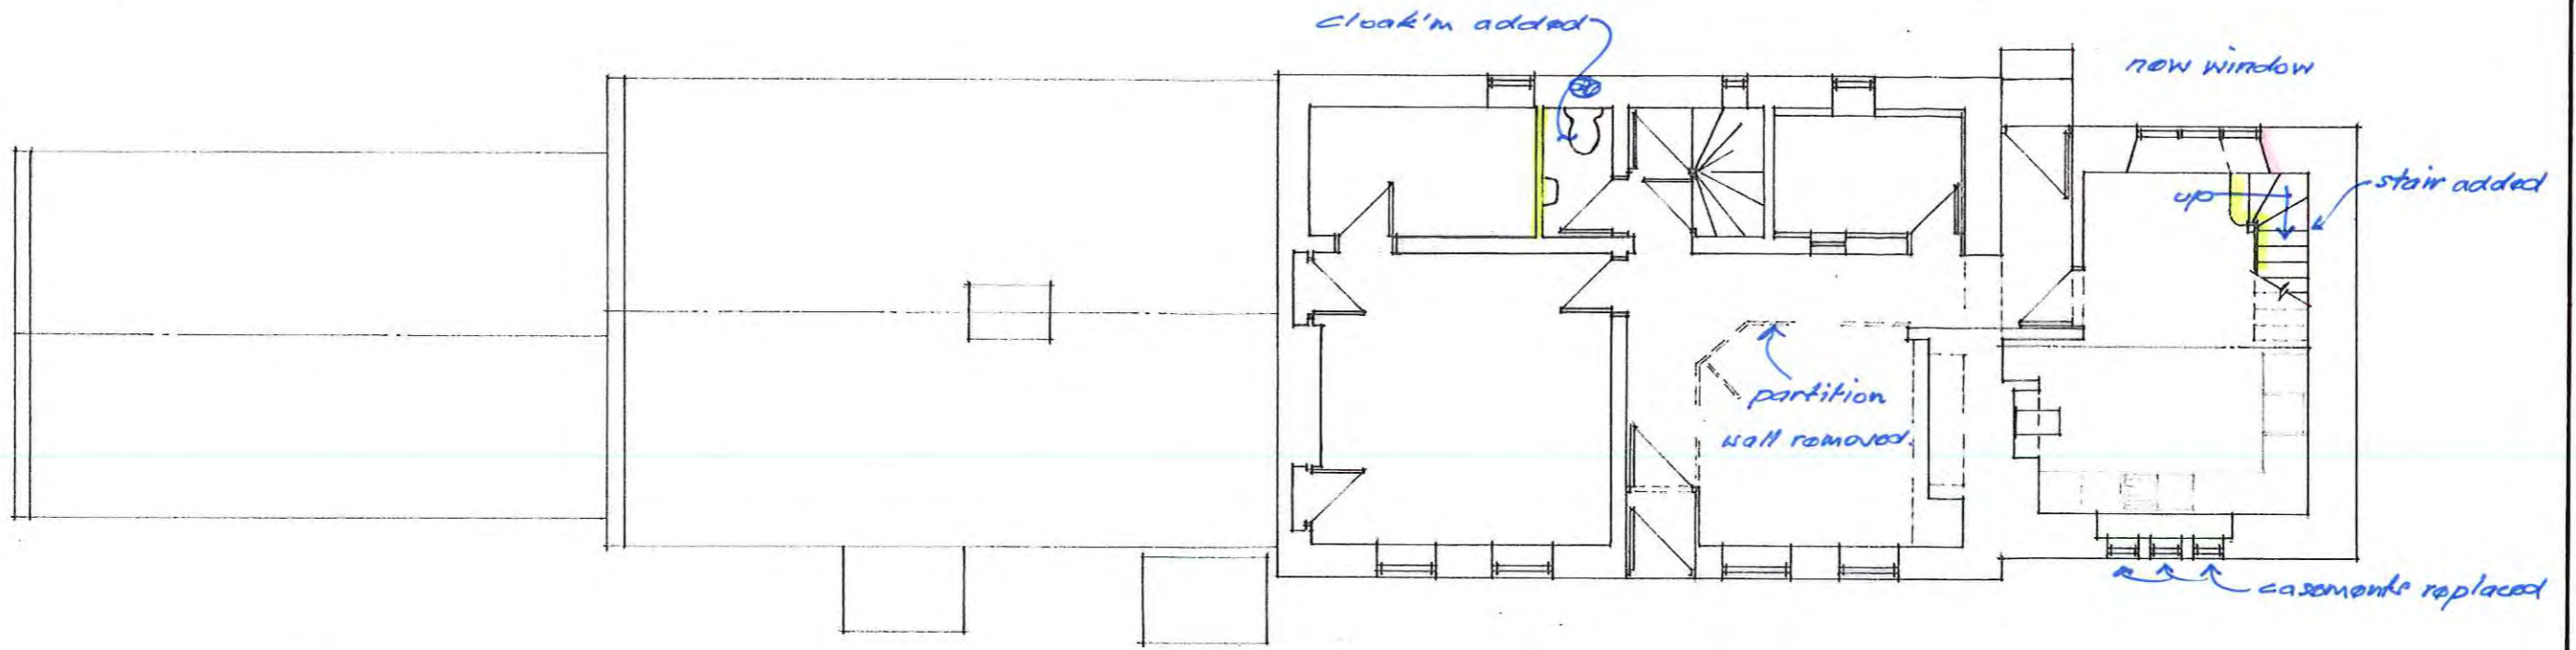 cloak'm added
new window
up
stair added
partition
wall removed.
casements replaced